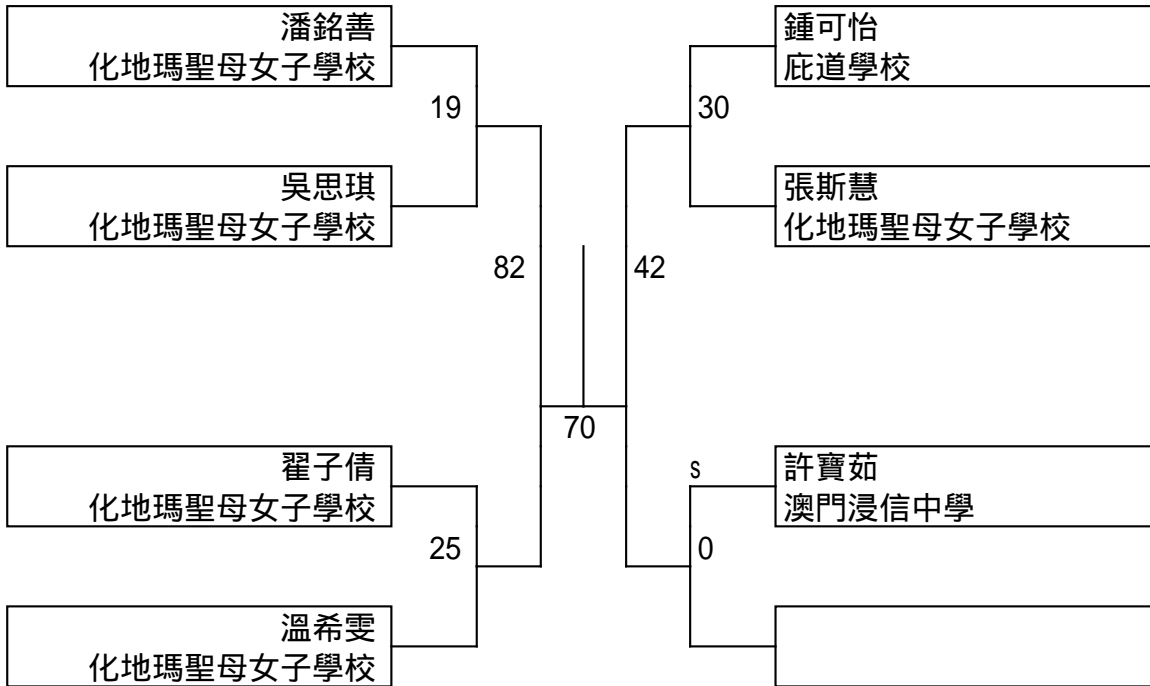 潘銘善
化地瑪聖母女子學校
19
吳思琪
化地瑪聖母女子學校
82
翟子倩
化地瑪聖母女子學校
25
溫希雯
化地瑪聖母女子學校
70
鍾可怡
庇道學校
30
張斯慧
化地瑪聖母女子學校
42
s
許寶茹
澳門浸信中學
0